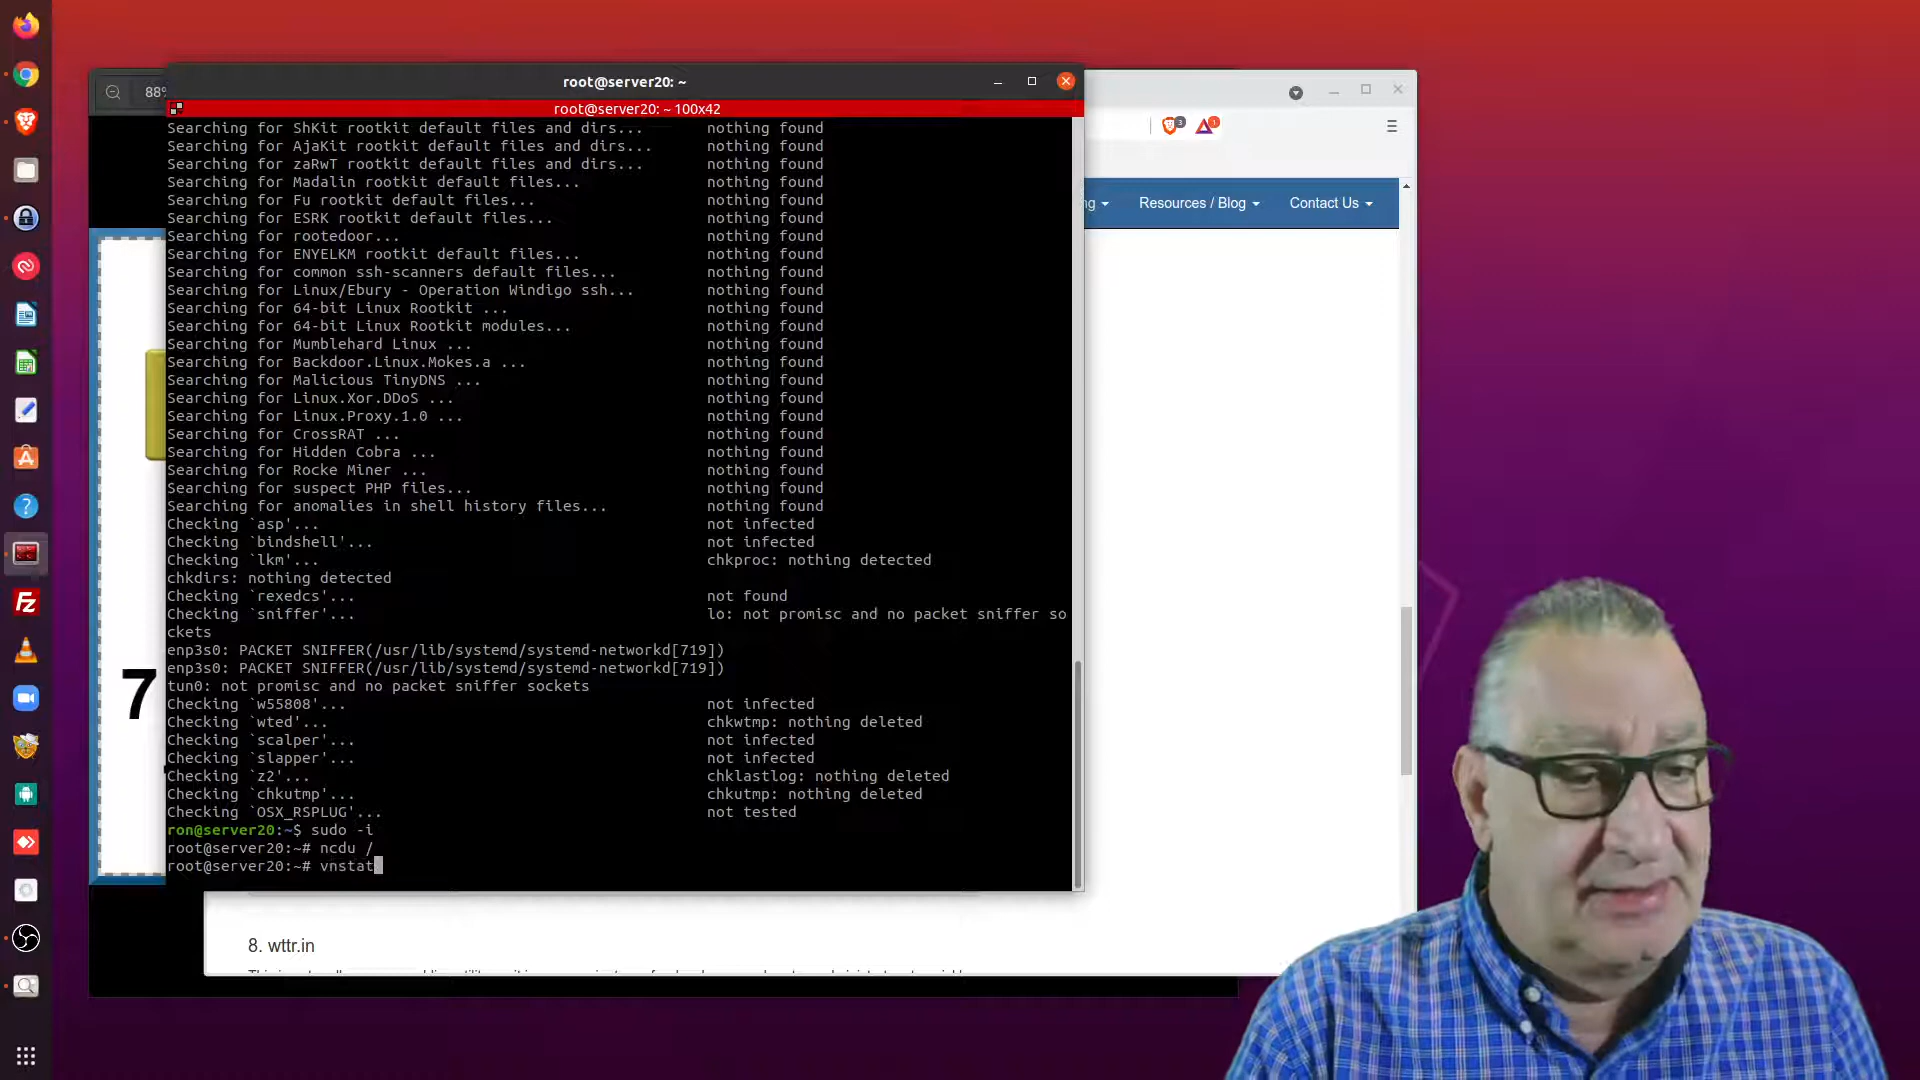 root@server20: ~
88%
root@server20: ~ 100x42
Searching for ShKit rootkit default files and dirs... nothing found
Searching for AjaKit rootkit default files and dirs... nothing found
Searching for zaRwT rootkit default files and dirs... nothing found
Searching for Madalin rootkit default files... nothing found
Searching for Fu rootkit default files... nothing found
Searching for ESRK rootkit default files... nothing found
Searching for rootedoor... nothing found
Searching for ENYELKM rootkit default files... nothing found
Searching for common ssh-scanners default files... nothing found
Searching for Linux/Ebury - Operation Windigo ssh... nothing found
Searching for 64-bit Linux Rootkit ... nothing found
Searching for 64-bit Linux Rootkit modules... nothing found
Searching for Mumblehard Linux ... nothing found
Searching for Backdoor.Linux.Mokes.a ... nothing found
Searching for Malicious TinyDNS ... nothing found
Searching for Linux.Xor.DDoS ... nothing found
Searching for Linux.Proxy.1.0 ... nothing found
Searching for CrossRAT ... nothing found
Searching for Hidden Cobra ... nothing found
Searching for Rocke Miner ... nothing found
Searching for suspect PHP files... nothing found
Searching for anomalies in shell history files... nothing found
Checking `asp'... not infected
Checking `bindshell'... not infected
Checking `lkm'... chkproc: nothing detected
chkdirs: nothing detected
Checking `rexedcs'... not found
Checking `sniffer'... lo: not promisc and no packet sniffer so
ckets
enp3s0: PACKET SNIFFER(/usr/lib/systemd/systemd-networkd[719])
enp3s0: PACKET SNIFFER(/usr/lib/systemd/systemd-networkd[719])
tun0: not promisc and no packet sniffer sockets
Checking `w55808'... not infected
Checking `wted'... chkwtmp: nothing deleted
Checking `scalper'... not infected
Checking `slapper'... not infected
Checking `z2'... chklastlog: nothing deleted
Checking `chkutmp'... chkutmp: nothing deleted
Checking `OSX_RSPLUG'... not tested
ron@server20:~$ sudo -i
root@server20:~# ncdu /
root@server20:~# vnstat
3
1
ng
Resources / Blog
Contact Us
7
8. wttr.in